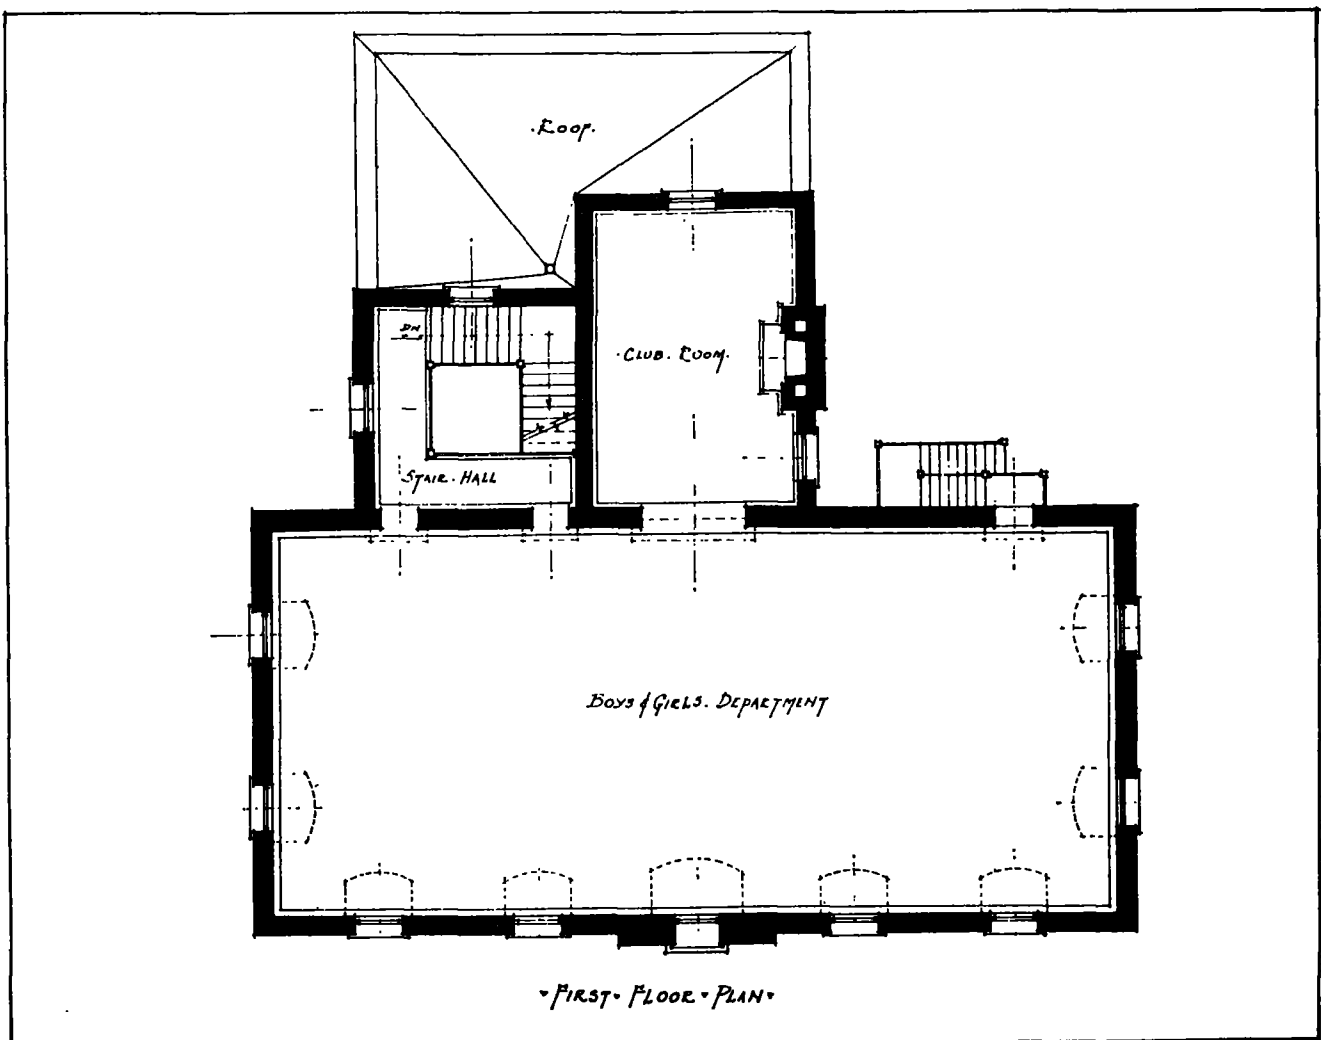 ·ROOF·
DN
·CLUB·ROOM·
STAIR·HALL
BOYS & GIRLS·DEPARTMENT
·FIRST·FLOOR·PLAN·